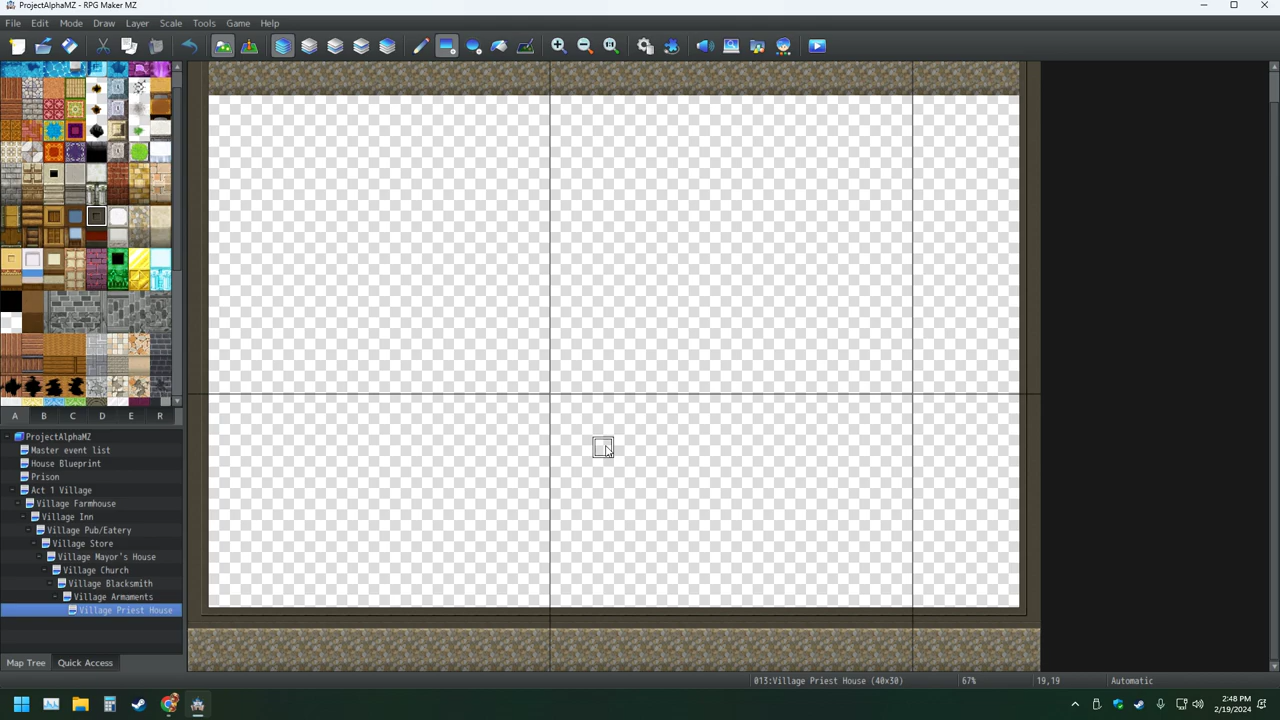 ProjectAlphaMZ - RPG Maker MZ
File Edit Mode Draw Layer Scale Tools Game Help
A B C D E R
ProjectAlphaMZ
Master event list
House Blueprint
Prison
Act 1 Village
Village Farmhouse
Village Inn
Village Pub/Eatery
Village Store
Village Mayor's House
Village Church
Village Blacksmith
Village Armaments
Village Priest House
Map Tree Quick Access
013:Village Priest House (40x30) 67% 19,19 Automatic
2:48 PM
2/19/2024